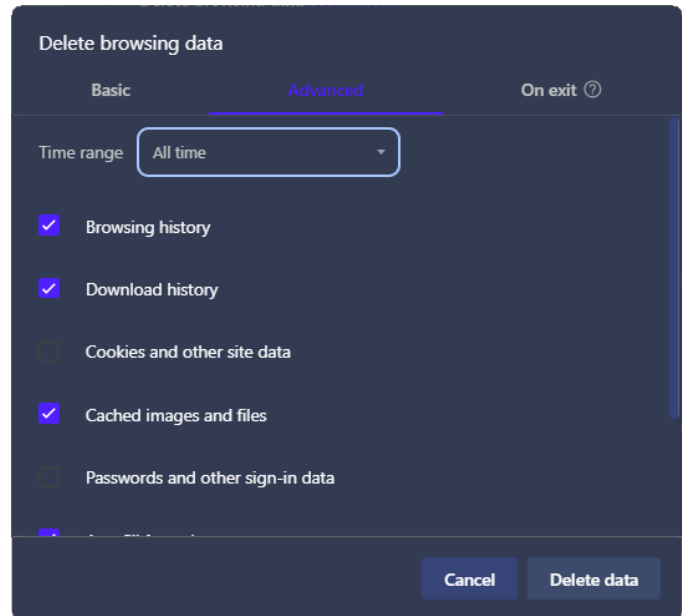 Delete browsing data
Basic Advanced On exit
Time range All time
Browsing history
Download history
Cookies and other site data
Cached images and files
Passwords and other sign-in data
Cancel Delete data